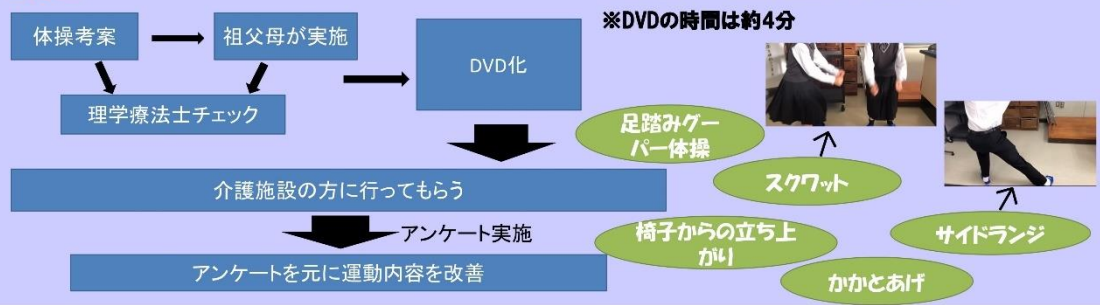 ※DVDの時間は約4分
体操考案
祖父母が実施
DVD化
理学療法士チェック
足踏みグー
パー体操
スクワット
介護施設の方に行ってもらう
アンケート実施
椅子からの立ち上
がり
サイドランジ
アンケートを元に運動内容を改善
かかとあげ